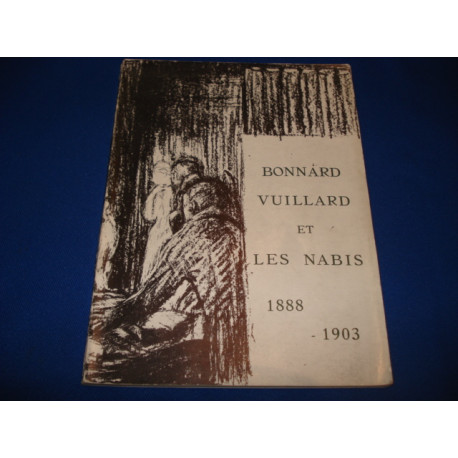 BONNARD
VUILLARD
ET
LES NABIS
1888
- 1903